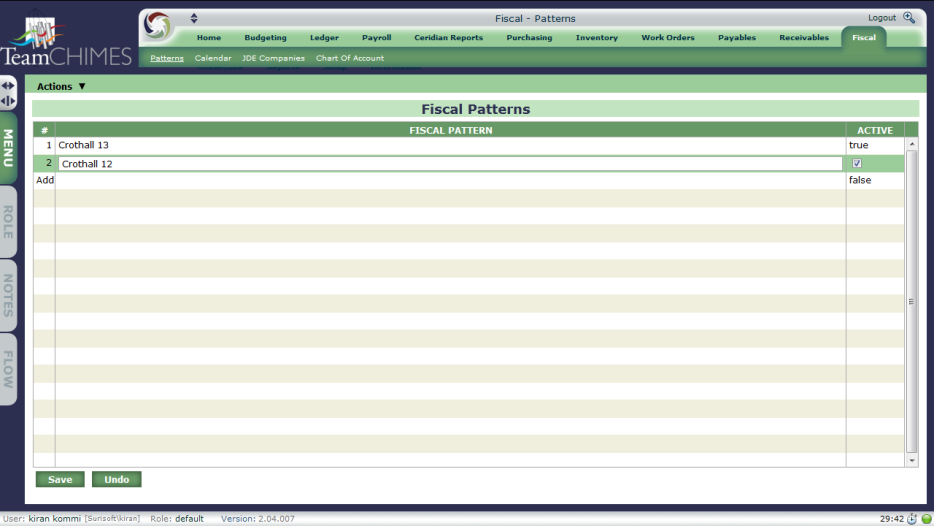 Fiscal - Patterns
Logout
TeamCHIMES
Home Budgeting Ledger Payroll Ceridian Reports Purchasing Inventory Work Orders Payables Receivables Fiscal
Patterns Calendar JDE Companies Chart Of Account
Actions ▼
Fiscal Patterns
# FISCAL PATTERN ACTIVE
1 Crothall 13 true
2 Crothall 12
Add false
MENU
ROLE
NOTES
FLOW
Save Undo
User: kiran kommi [Sunsoft\kiran] Role: default Version: 2.04.007 29:42